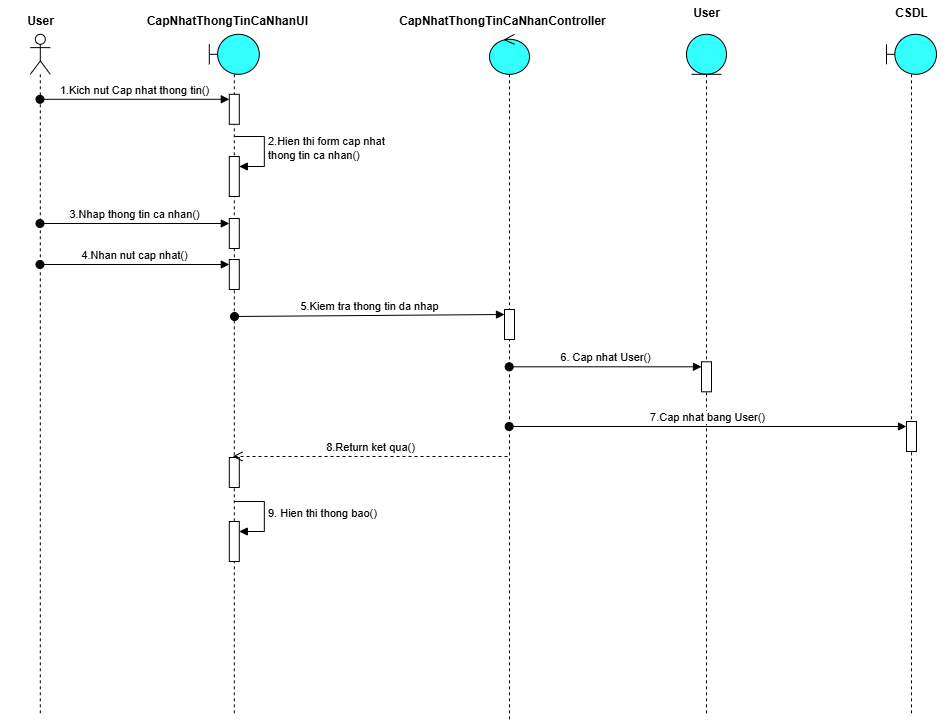 User
CapNhatThongTinCaNhanUI
CapNhatThongTinCaNhanController
User
CSDL
1.Kich nut Cap nhat thong tin()
2.Hien thi form cap nhat
thong tin ca nhan()
3.Nhap thong tin ca nhan()
4.Nhan nut cap nhat()
5.Kiem tra thong tin da nhap
6. Cap nhat User()
7.Cap nhat bang User()
8.Return ket qua()
9. Hien thi thong bao()